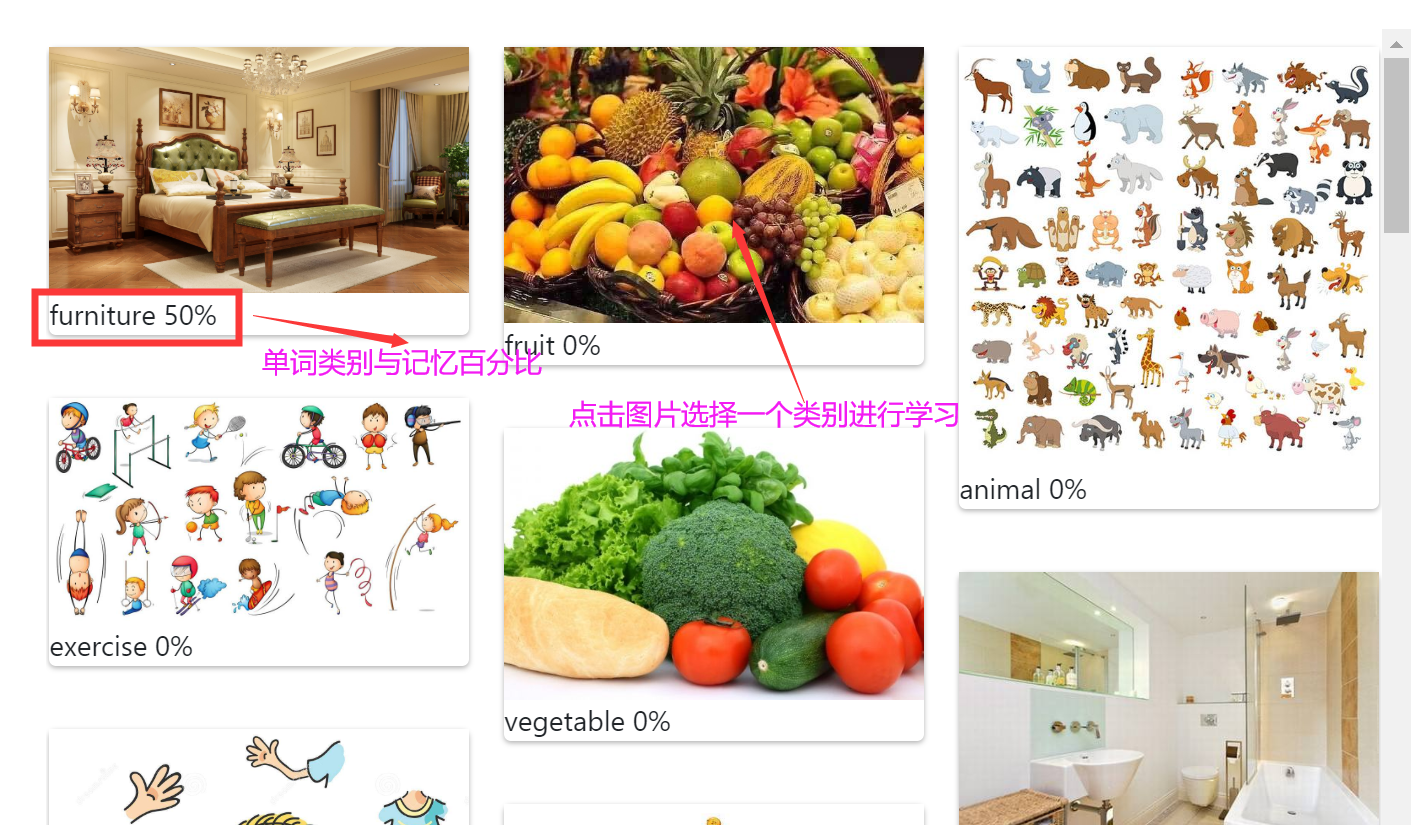 furniture 50%
单词类别与记忆百分比
fruit 0%
点击图片选择一个类别进行学习
animal 0%
exercise 0%
vegetable 0%